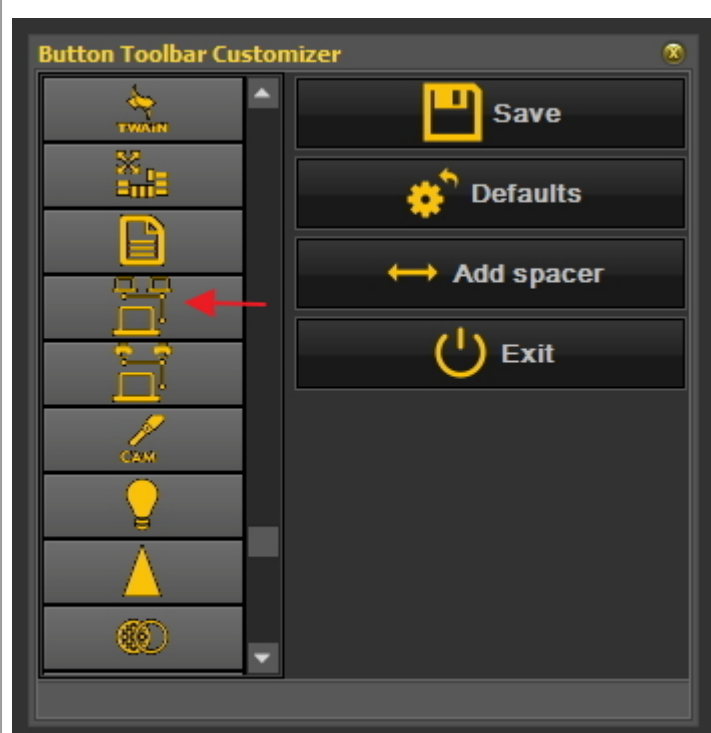 Button Toolbar Customizer
TWAIN
Save
Defaults
Add spacer
CAM
Exit